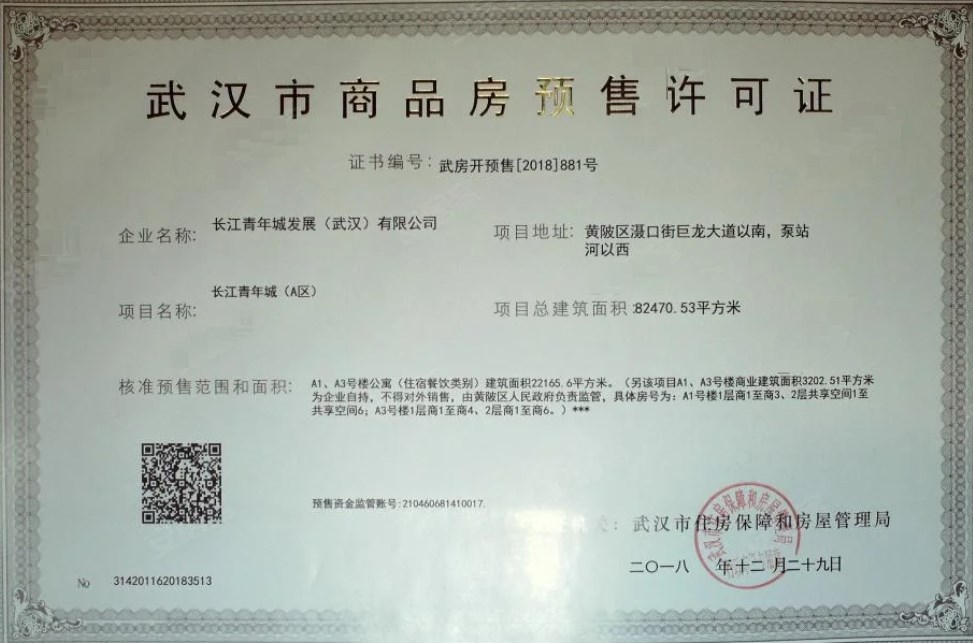 武汉市商品房预售许可证
证书编号：武房开预售[2018]881号
企业名称：长江青年城发展（武汉）有限公司
项目地址：黄陂区滠口街巨龙大道以南，泵站
河以西
项目名称：长江青年城（A区）
项目总建筑面积：82470.53平方米
核准预售范围和面积：A1、A3号楼公寓（住宿餐饮类别）建筑面积22165.6平方米。（另该项目A1、A3号楼商业建筑面积3202.51平方米
为企业自持，不得对外销售，由黄陂区人民政府负责监管，具体房号为：A1号楼1层商1至商3、2层共享空间1至
共享空间6；A3号楼1层商1至商4、2层商1至商6。）***
预售资金监管账号：210460681410017.
关：武汉市住房保障和房屋管理局
二〇一八 年十二月二十九日
No 3142011620183513